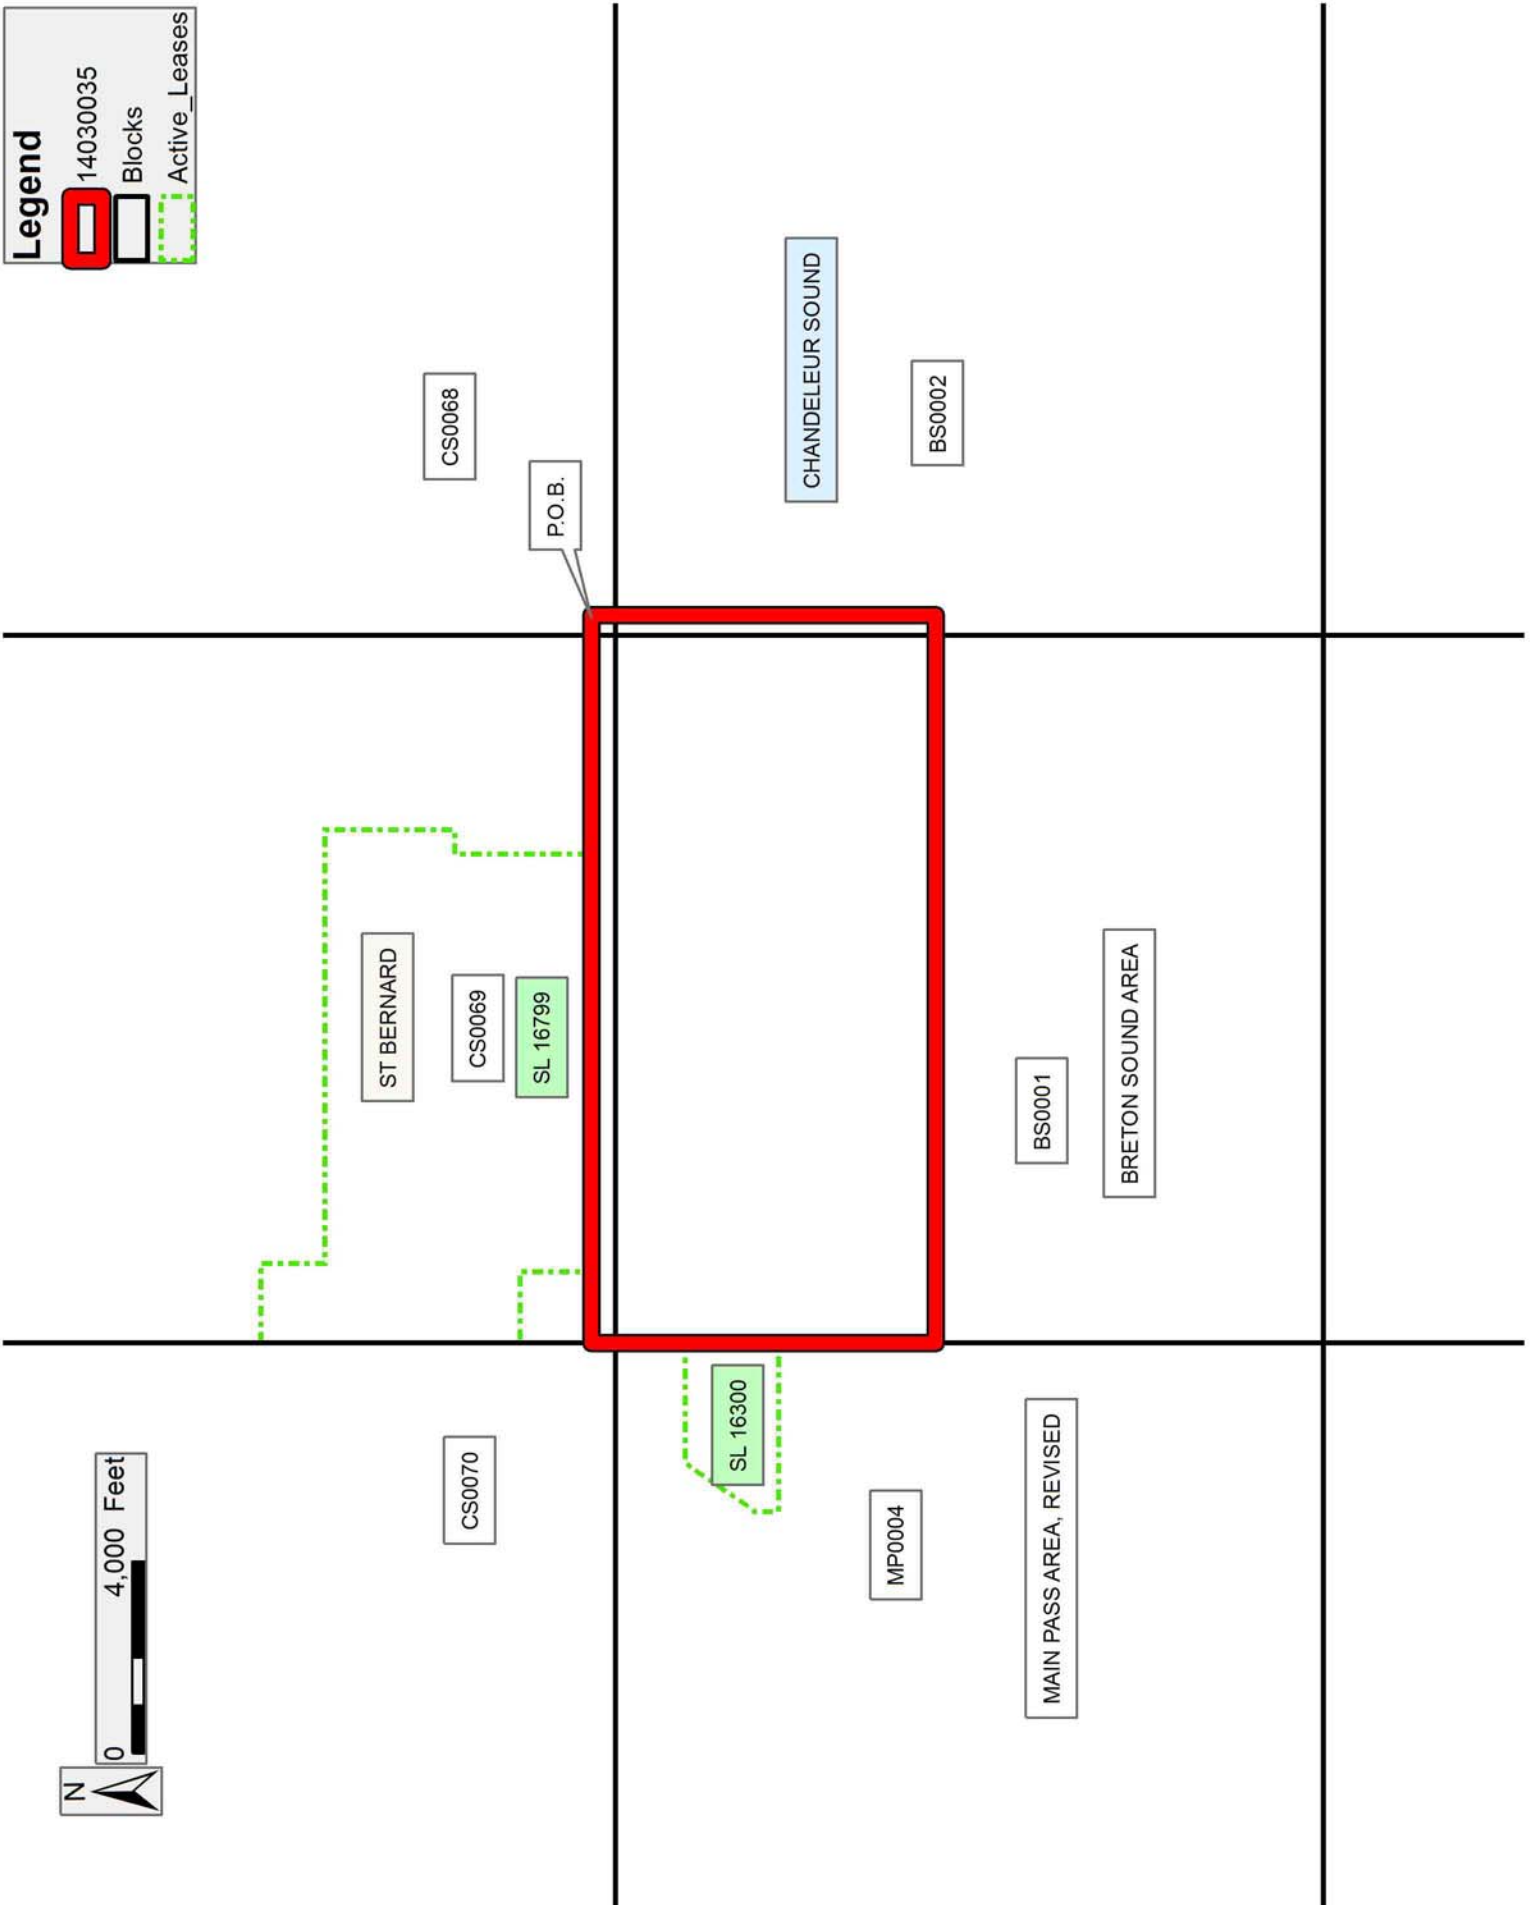 Legend
14030035
Blocks
Active_Leases
N
0 4,000 Feet
CS0070
ST BERNARD
CS0069
SL 16799
CS0068
P.O.B.
SL 16300
CHANDELEUR SOUND
MP0004
BS0002
BS0001
MAIN PASS AREA, REVISED
BRETON SOUND AREA